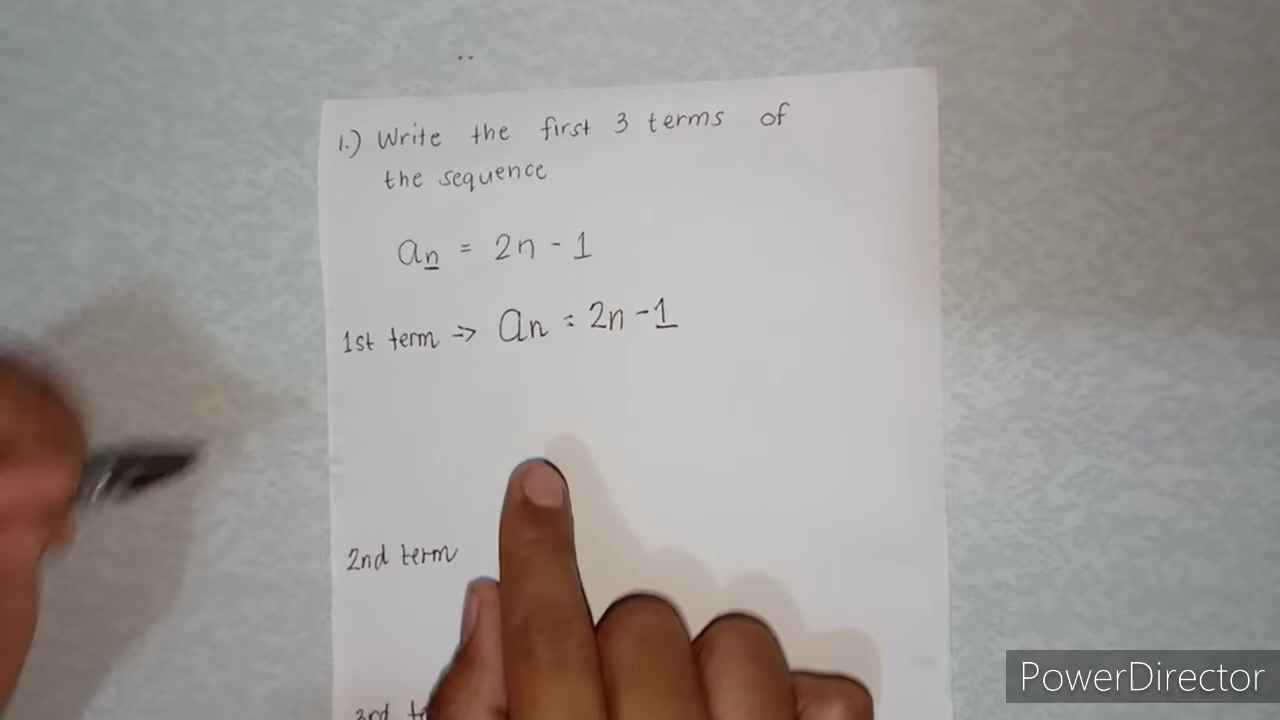 1.) Write the first 3 terms of
the sequence
an = 2n - 1
1st term => an = 2n - 1
2nd term
3rd
PowerDirector